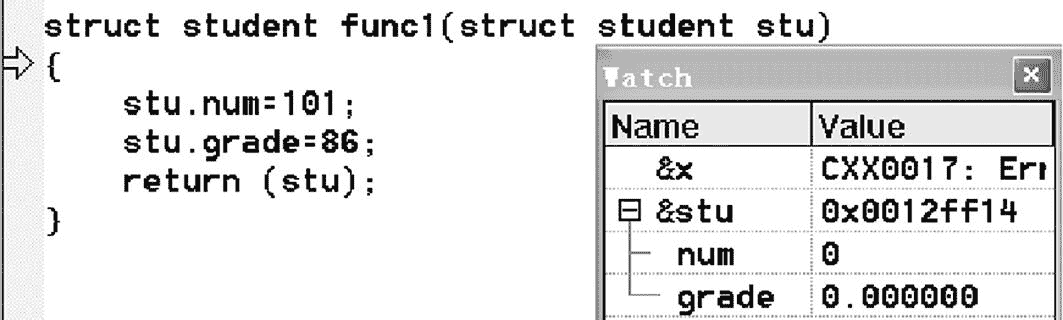 struct student func1(struct student stu)
{
stu.num=101;
stu.grade=86;
return (stu);
}
Watch
Name Value
&x CXX0017: Err
&stu 0x0012ff14
num 0
grade 0.000000